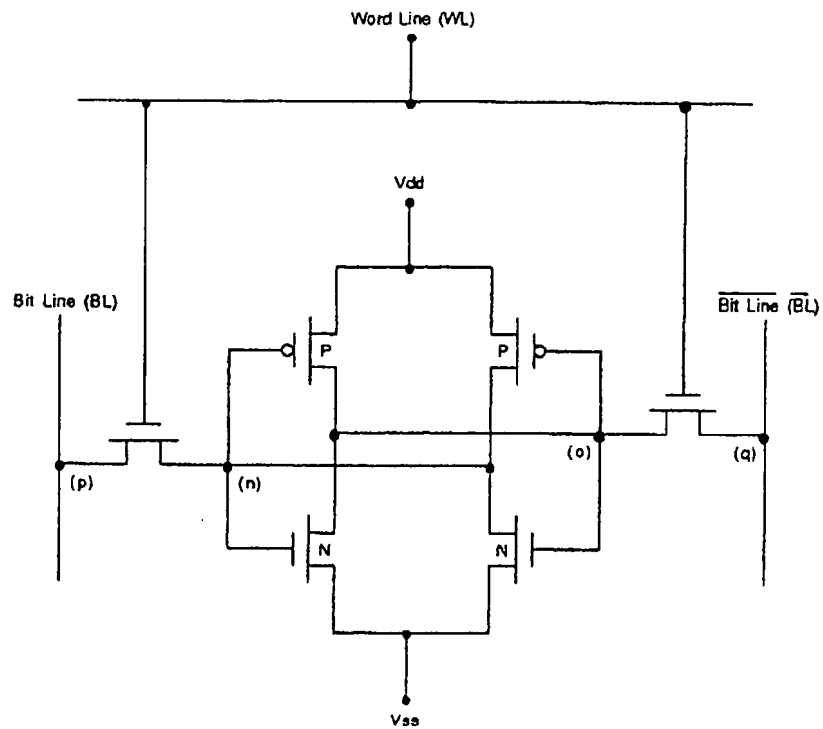 Word Line (WL)
Vdd
Bit Line (BL)
Bit Line (BL)
P
P
(o)
(p)
(n)
(q)
N
N
Vss